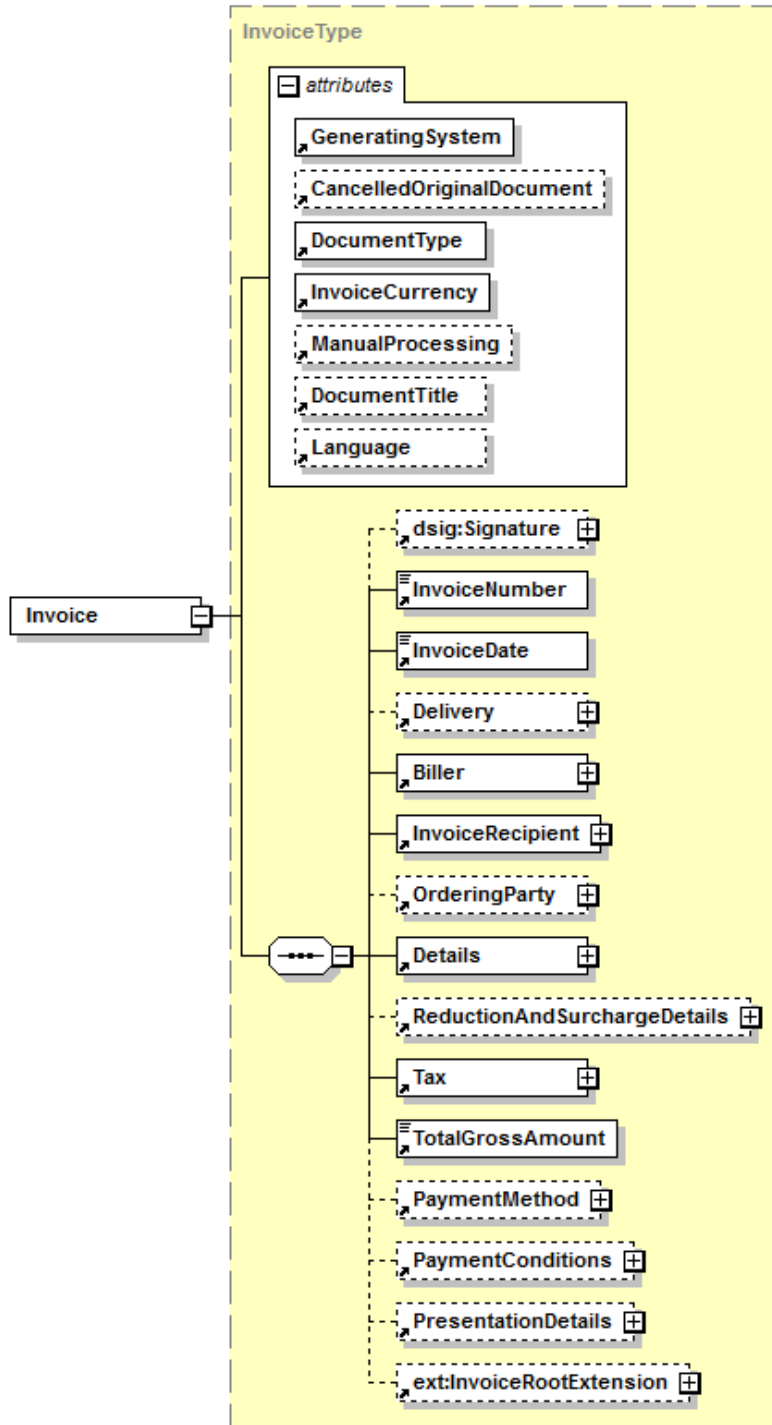 InvoiceType
attributes
GeneratingSystem
CancelledOriginalDocument
DocumentType
InvoiceCurrency
ManualProcessing
DocumentTitle
Language
dsig:Signature
InvoiceNumber
Invoice
InvoiceDate
Delivery
Biller
InvoiceRecipient
OrderingParty
Details
ReductionAndSurchargeDetails
Tax
TotalGrossAmount
PaymentMethod
PaymentConditions
PresentationDetails
ext:InvoiceRootExtension